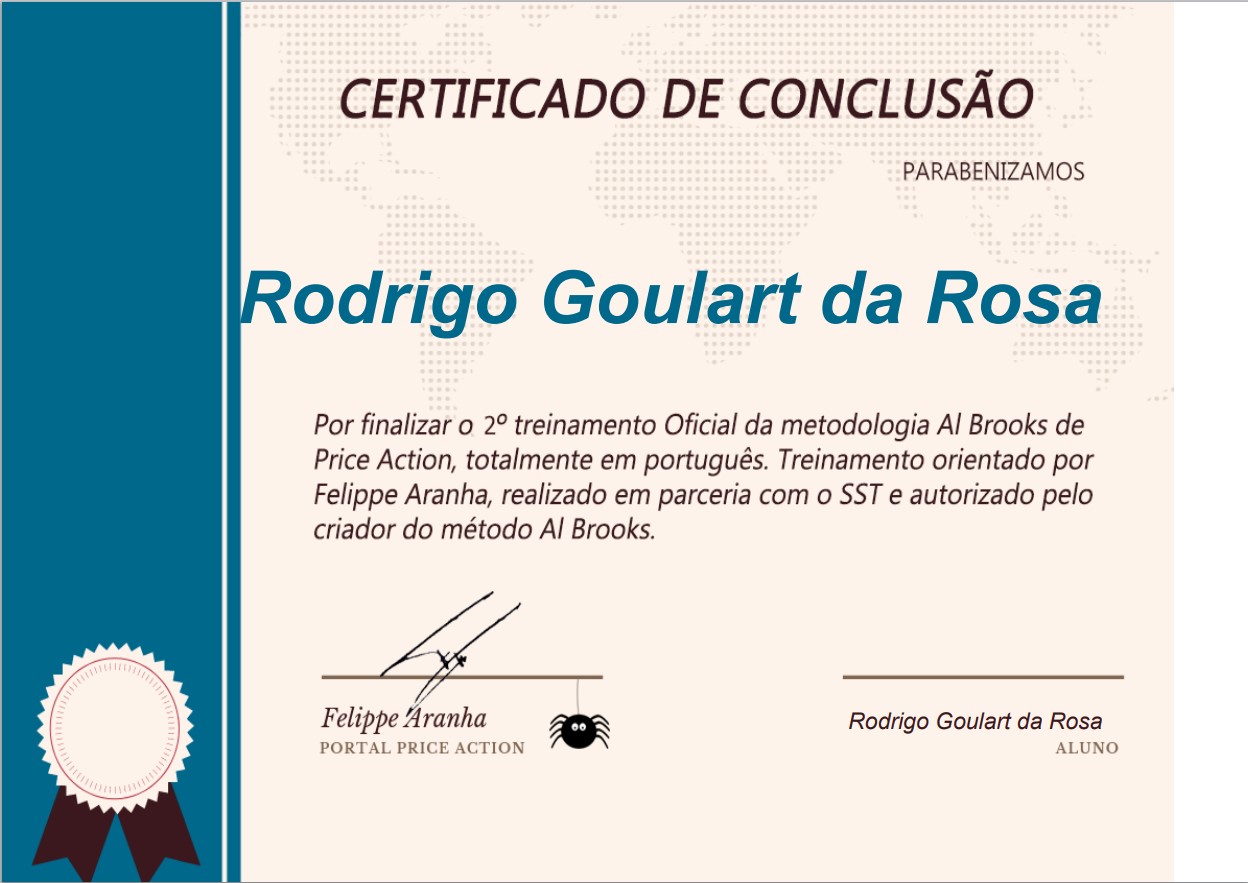 CERTIFICADO DE CONCLUSÃO
PARABENIZAMOS
Rodrigo Goulart da Rosa
Por finalizar o 2º treinamento Oficial da metodologia Al Brooks de
Price Action, totalmente em português. Treinamento orientado por
Felippe Aranha, realizado em parceria com o SST e autorizado pelo
criador do método Al Brooks.
Felippe Aranha
PORTAL PRICE ACTION
Rodrigo Goulart da Rosa
ALUNO